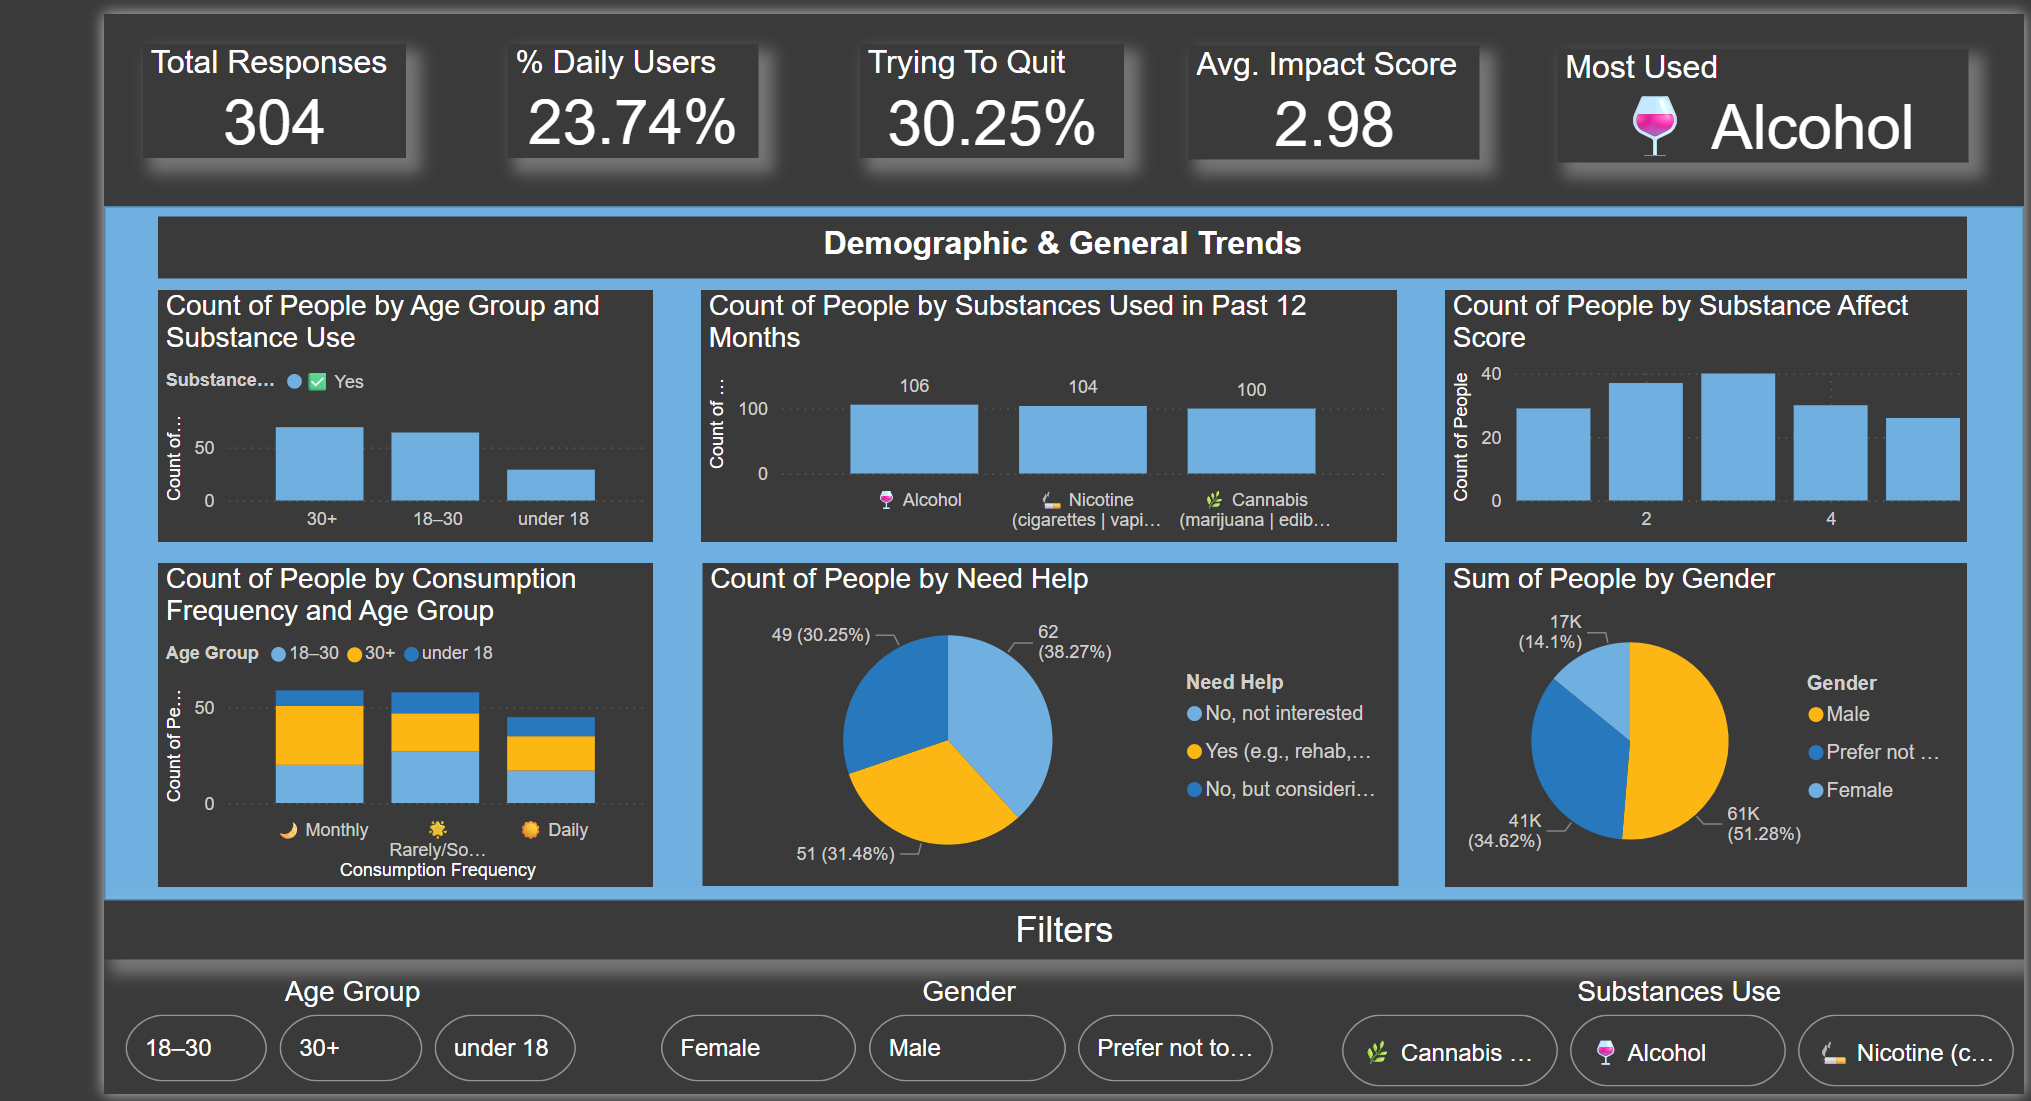 Total Responses
304
% Daily Users
23.74%
Trying To Quit
30.25%
Avg. Impact Score
2.98
Most Used
Alcohol
Demographic & General Trends
Count of People by Age Group and
Substance Use
Substance... Yes
Count of...
50
0
30+
18–30
under 18
Count of People by Substances Used in Past 12
Months
Count of ...
100
0
106
104
100
Alcohol
Nicotine
(cigarettes | vapi...
Cannabis
(marijuana | edib...
Count of People by Substance Affect
Score
Count of People
40
20
0
2
4
Count of People by Consumption
Frequency and Age Group
Age Group 18–30 30+ under 18
Count of Pe...
50
0
Monthly
Rarely/So...
Daily
Consumption Frequency
Count of People by Need Help
49 (30.25%)
62
(38.27%)
51 (31.48%)
Need Help
No, not interested
Yes (e.g., rehab,...
No, but consideri...
Sum of People by Gender
17K
(14.1%)
41K
(34.62%)
61K
(51.28%)
Gender
Male
Prefer not ...
Female
Filters
Age Group
18–30
30+
under 18
Gender
Female
Male
Prefer not to...
Substances Use
Cannabis ...
Alcohol
Nicotine (c...